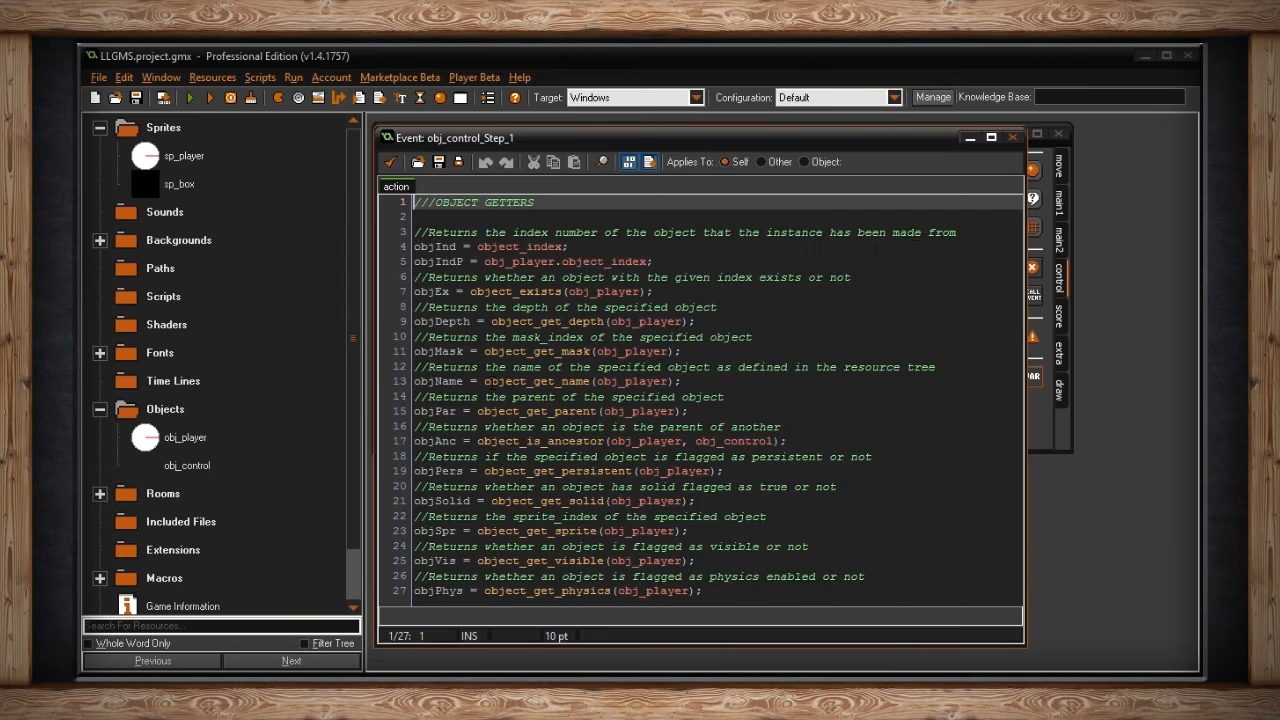 LLGMS.project.gmx - Professional Edition (v1.4.1757)
File Edit Window Resources Scripts Run Account Marketplace Beta Player Beta Help
Target: Windows Configuration: Default Manage Knowledge Base:
Sprites
sp_player
sp_box
Sounds
Backgrounds
Paths
Scripts
Shaders
Fonts
Time Lines
Objects
obj_player
obj_control
Rooms
Included Files
Extensions
Macros
Game Information
Search For Resources...
Whole Word Only Filter Tree
Previous Next
Event: obj_control_Step_1
Applies To: Self Other Object:
action
1 ///OBJECT GETTERS
2
3 //Returns the index number of the object that the instance has been made from
4 objInd = object_index;
5 objIndP = obj_player.object_index;
6 //Returns whether an object with the given index exists or not
7 objEx = object_exists(obj_player);
8 //Returns the depth of the specified object
9 objDepth = object_get_depth(obj_player);
10 //Returns the mask_index of the specified object
11 objMask = object_get_mask(obj_player);
12 //Returns the name of the specified object as defined in the resource tree
13 objName = object_get_name(obj_player);
14 //Returns the parent of the specified object
15 objPar = object_get_parent(obj_player);
16 //Returns whether an object is the parent of another
17 objAnc = object_is_ancestor(obj_player, obj_control);
18 //Returns if the specified object is flagged as persistent or not
19 objPers = object_get_persistent(obj_player);
20 //Returns whether an object has solid flagged as true or not
21 objSolid = object_get_solid(obj_player);
22 //Returns the sprite_index of the specified object
23 objSpr = object_get_sprite(obj_player);
24 //Returns whether an object is flagged as visible or not
25 objVis = object_get_visible(obj_player);
26 //Returns whether an object is flagged as physics enabled or not
27 objPhys = object_get_physics(obj_player);
1/27: 1 INS 10 pt
move
main1
main2
control
score
extra
draw
CALL
EVENT
VAR